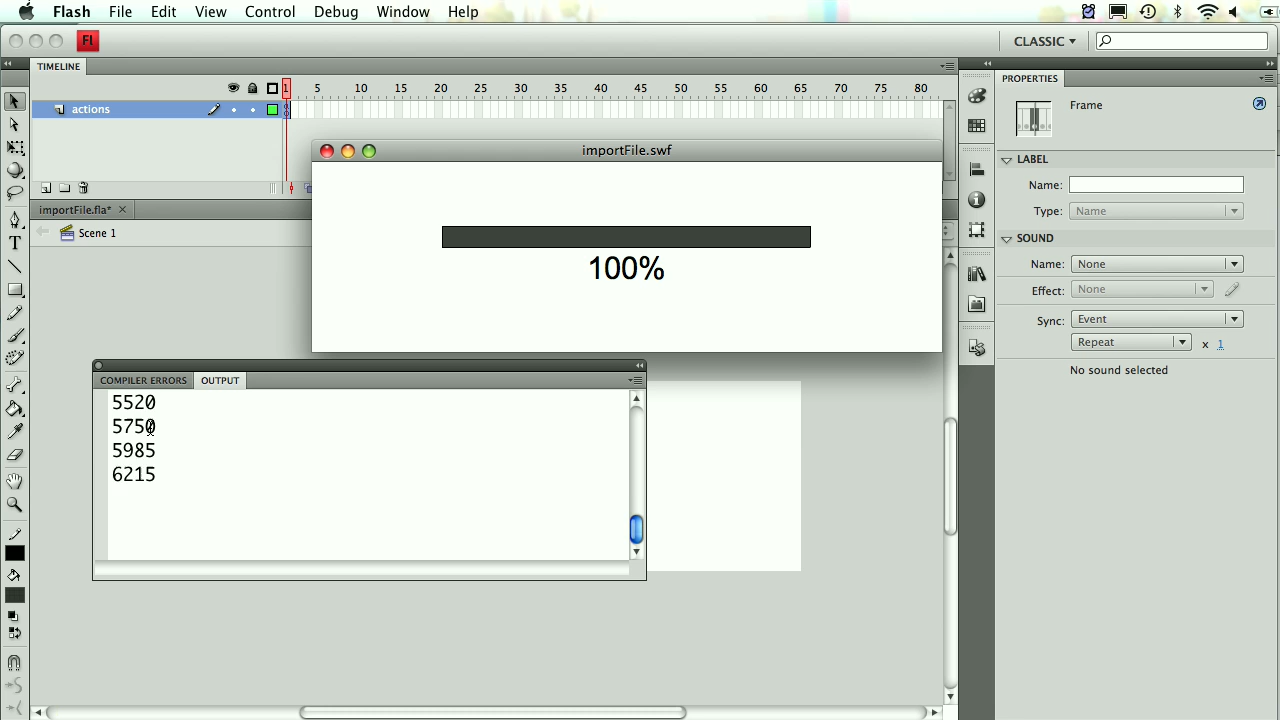 Flash File Edit View Control Debug Window Help
Fl CLASSIC
TIMELINE
1 5 10 15 20 25 30 35 40 45 50 55 60 65 70 75 80
actions
importFile.swf
importFile.fla*
Scene 1
100%
COMPILER ERRORS OUTPUT
5520
5750
5985
6215
PROPERTIES
Frame
LABEL
Name:
Type: Name
SOUND
Name: None
Effect: None
Sync: Event
Repeat x 1
No sound selected